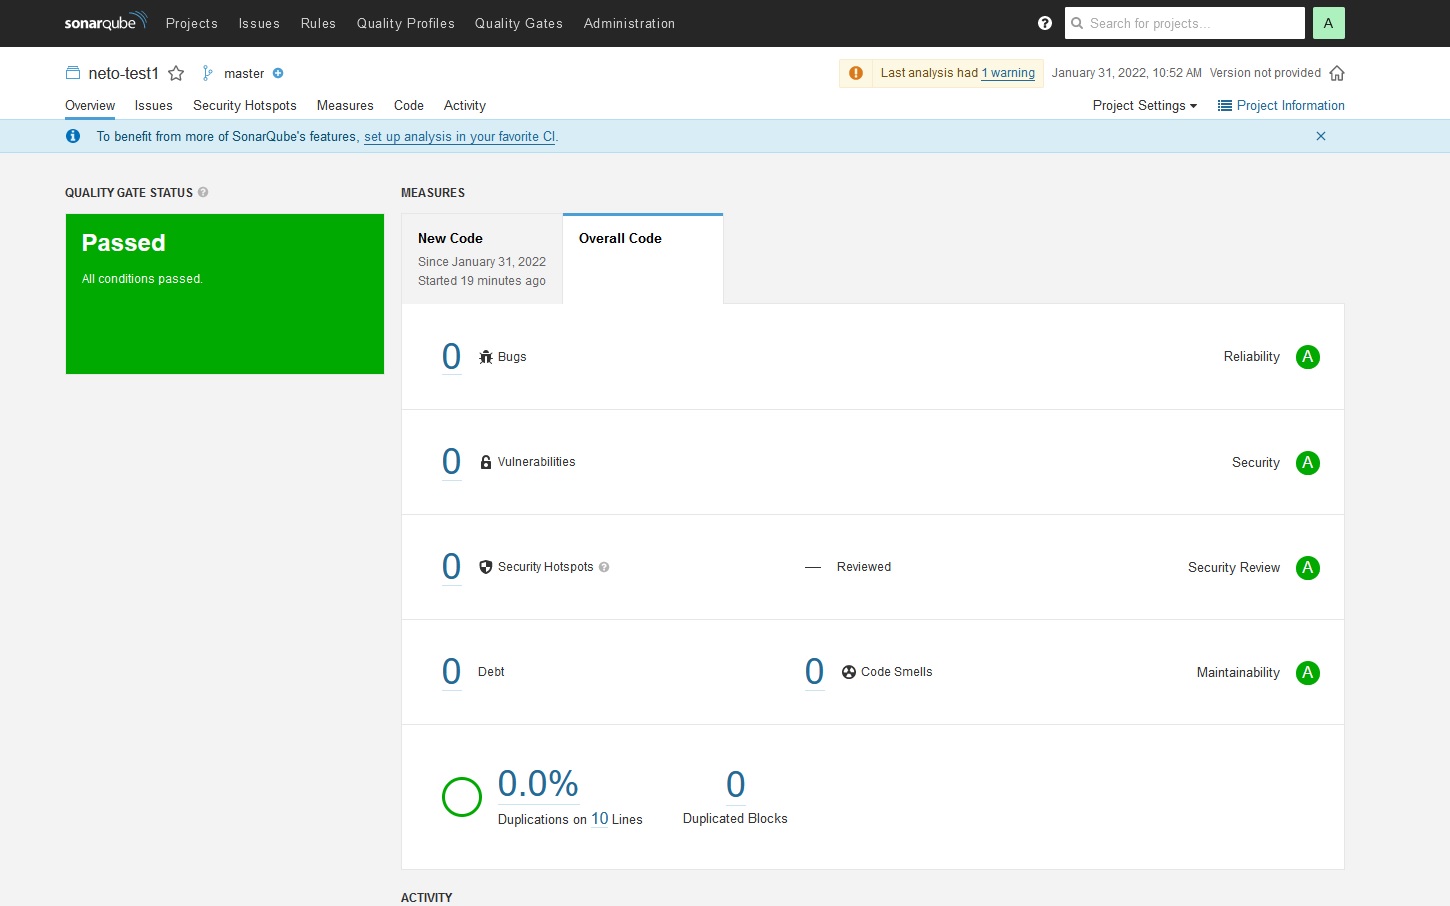 sonarqube Projects Issues Rules Quality Profiles Quality Gates Administration ? Search for projects... A
neto-test1 master Last analysis had 1 warning January 31, 2022, 10:52 AM Version not provided
Overview Issues Security Hotspots Measures Code Activity Project Settings Project Information
To benefit from more of SonarQube's features, set up analysis in your favorite CI.
QUALITY GATE STATUS ? MEASURES
Passed
All conditions passed.
New Code
Since January 31, 2022
Started 19 minutes ago
Overall Code
0 Bugs Reliability A
0 Vulnerabilities Security A
0 Security Hotspots ? — Reviewed Security Review A
0 Debt 0 Code Smells Maintainability A
0.0% 0
Duplications on 10 Lines Duplicated Blocks
ACTIVITY